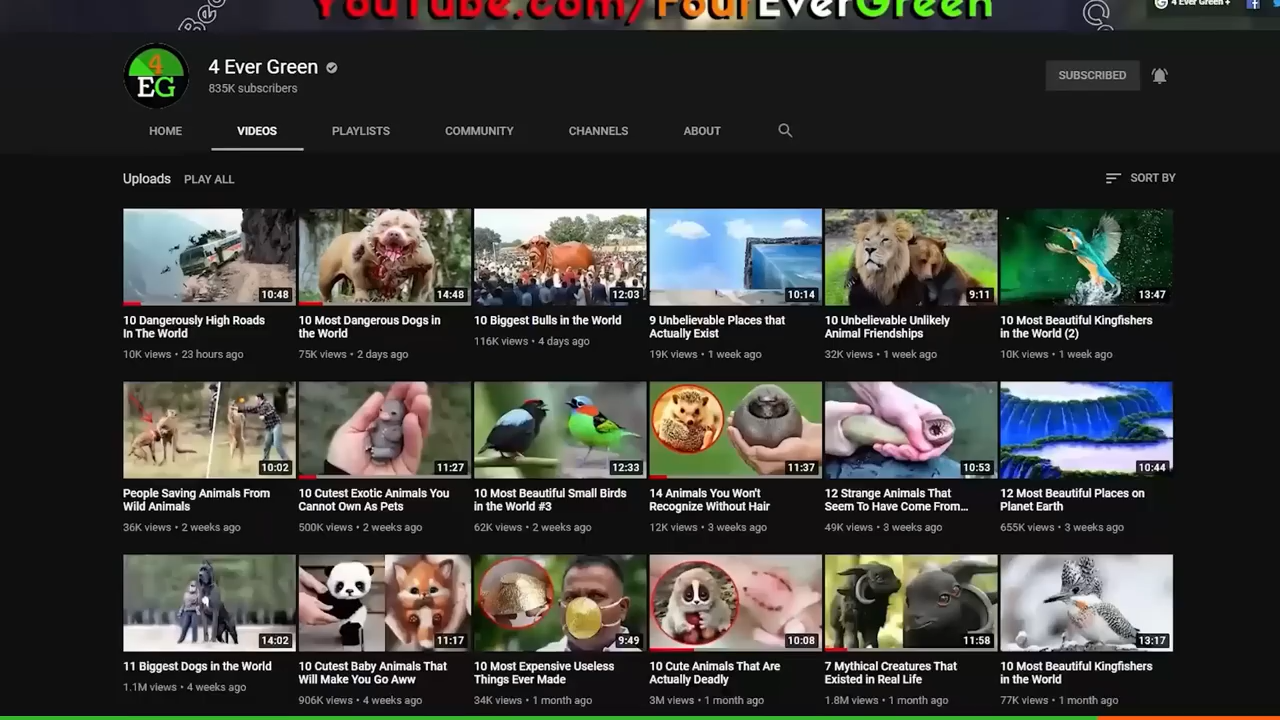 YouTube.com/FourEverGreen
4 Ever Green +
4
EG
4 Ever Green
835K subscribers
SUBSCRIBED
HOME
VIDEOS
PLAYLISTS
COMMUNITY
CHANNELS
ABOUT
Uploads
PLAY ALL
SORT BY
10:48
14:48
12:03
10:14
9:11
13:47
10 Dangerously High Roads
In The World
10K views • 23 hours ago
10 Most Dangerous Dogs in
the World
75K views • 2 days ago
10 Biggest Bulls in the World
116K views • 4 days ago
9 Unbelievable Places that
Actually Exist
19K views • 1 week ago
10 Unbelievable Unlikely
Animal Friendships
32K views • 1 week ago
10 Most Beautiful Kingfishers
in the World (2)
10K views • 1 week ago
10:02
11:27
12:33
11:37
10:53
10:44
People Saving Animals From
Wild Animals
36K views • 2 weeks ago
10 Cutest Exotic Animals You
Cannot Own As Pets
500K views • 2 weeks ago
10 Most Beautiful Small Birds
in the World #3
62K views • 2 weeks ago
14 Animals You Won't
Recognize Without Hair
12K views • 3 weeks ago
12 Strange Animals That
Seem To Have Come From...
49K views • 3 weeks ago
12 Most Beautiful Places on
Planet Earth
655K views • 3 weeks ago
14:02
11:17
9:49
10:08
11:58
13:17
11 Biggest Dogs in the World
1.1M views • 4 weeks ago
10 Cutest Baby Animals That
Will Make You Go Aww
906K views • 4 weeks ago
10 Most Expensive Useless
Things Ever Made
34K views • 1 month ago
10 Cute Animals That Are
Actually Deadly
3M views • 1 month ago
7 Mythical Creatures That
Existed in Real Life
1.8M views • 1 month ago
10 Most Beautiful Kingfishers
in the World
77K views • 1 month ago